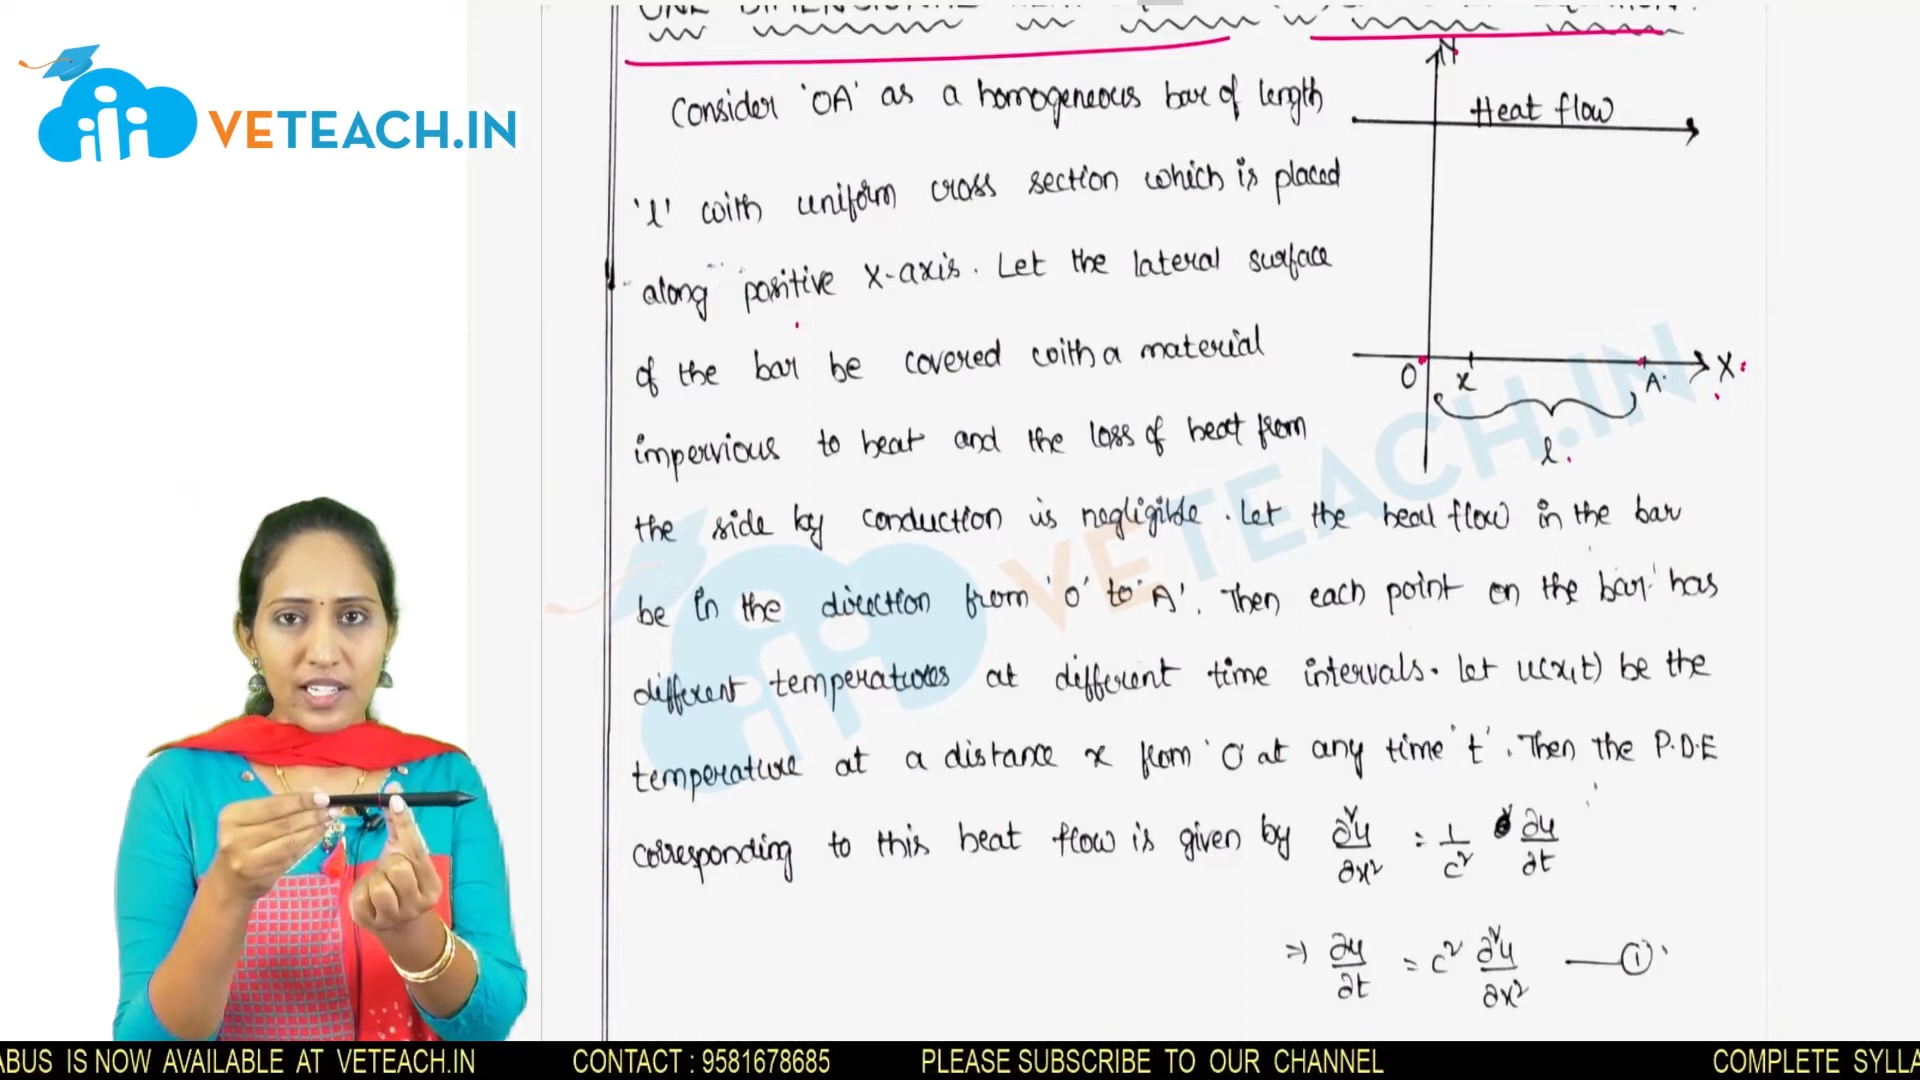 ONE DIMENSIONAL HEAT
Consider 'OA' as a homogeneous bar of length
'l' with uniform cross section which is placed
along positive X-axis. Let the lateral surface
of the bar be covered with a material
impervious to heat and the loss of heat from
the side by conduction is negligible. Let the heat flow in the bar
be in the direction from 'O' to 'A'. Then each point on the bar has
different temperatures at different time intervals. Let u(x,t) be the
temperature at a distance x from 'O' at any time 't'. Then the P.D.E
corresponding to this heat flow is given by ∂²u/∂x² = 1/c² ∂u/∂t
⇒ ∂u/∂t = c² ∂²u/∂x² — ①
Y
Heat flow
O x A X
l
VETEACH.IN
VETEACH.IN
ABUS IS NOW AVAILABLE AT VETEACH.IN CONTACT : 9581678685 PLEASE SUBSCRIBE TO OUR CHANNEL COMPLETE SYLLA